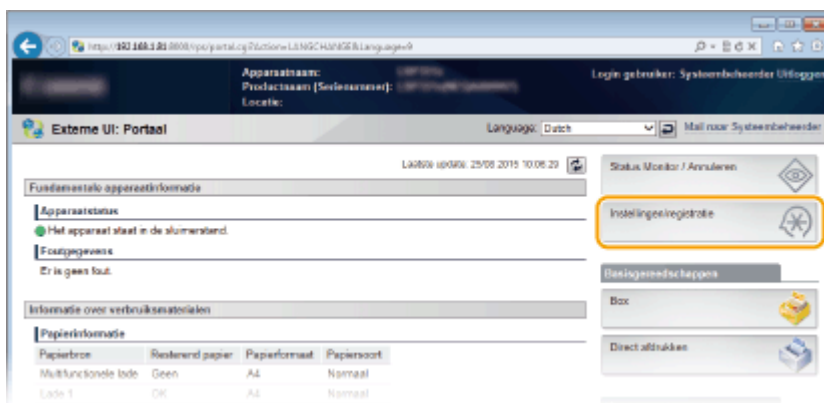 http://192.168.1.81:8000/rps/portal.cgi?Action=LANGCHANGE&Language=9
Apparaatnaam:
Productnaam (Serienummer):
Locatie:
Login gebruiker: Systeembeheerder Uitloggen
Externe UI: Portaal
Language: Dutch
Mail naar Systeembeheerder
Laatste update: 25/08 2015 10:06:29
Fundamentele apparaatinformatie
Apparaatstatus
Het apparaat staat in de sluimerstand.
Foutgegevens
Er is geen fout.
Informatie over verbruiksmaterialen
Papierinformatie
Papierbron Resterend papier Papierformaat Papiersoort
Multifunctionele lade Geen A4 Normaal
Lade 1 OK A4 Normaal
Status Monitor / Annuleren
Instellingen/registratie
Basisgereedschappen
Box
Direct afdrukken